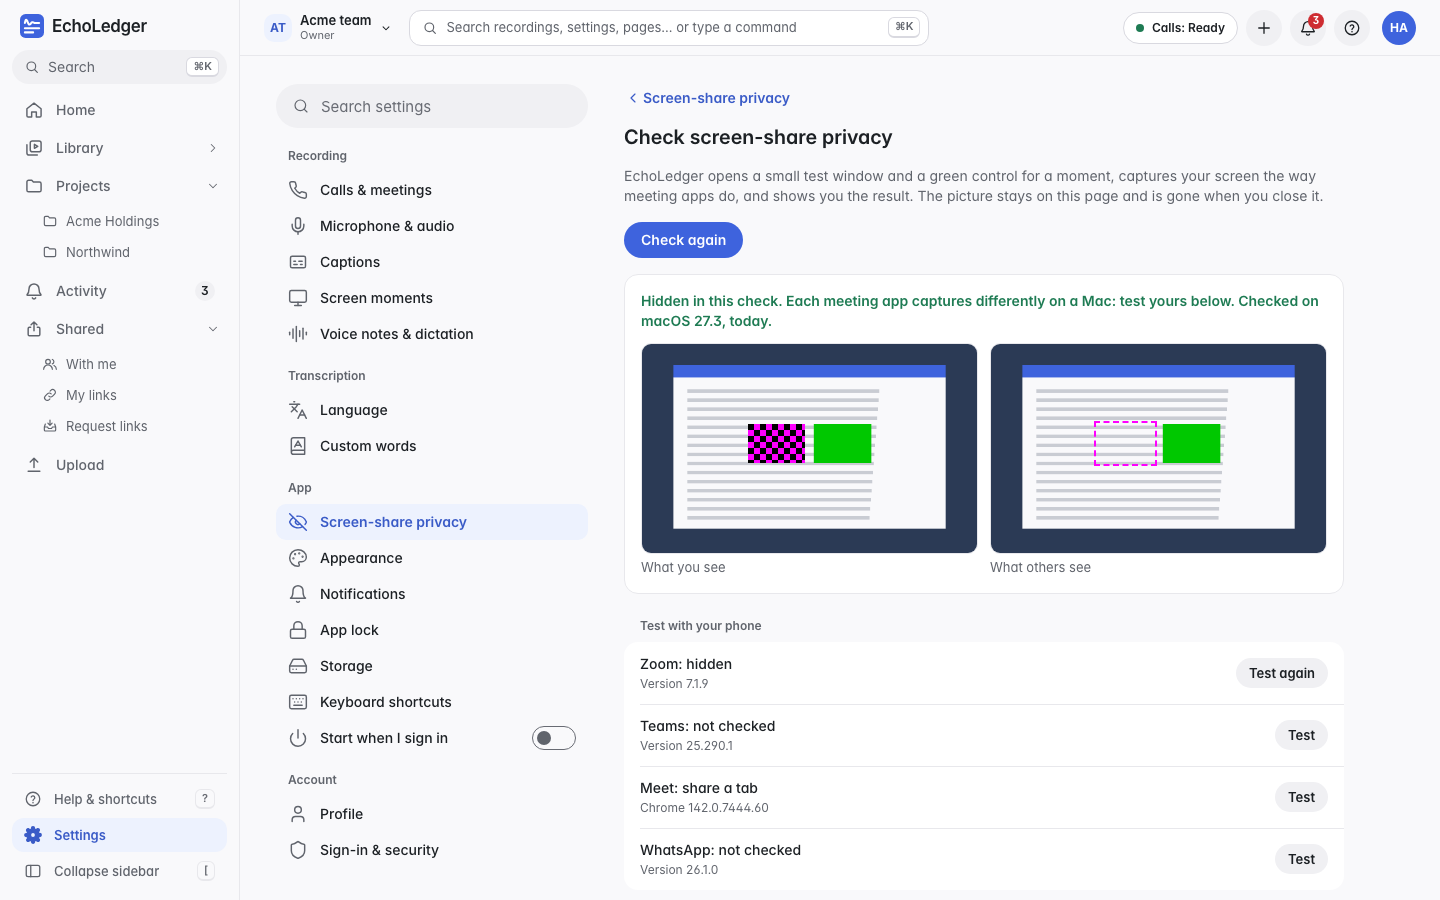 EchoLedger
Search
⌘K
Home
Library
Projects
Acme Holdings
Northwind
Activity
3
Shared
With me
My links
Request links
Upload
Help & shortcuts
?
Settings
Collapse sidebar
[
AT
Acme team
Owner
Search recordings, settings, pages... or type a command
⌘K
Calls: Ready
3
HA
Search settings
Recording
Calls & meetings
Microphone & audio
Captions
Screen moments
Voice notes & dictation
Transcription
Language
Custom words
App
Screen-share privacy
Appearance
Notifications
App lock
Storage
Keyboard shortcuts
Start when I sign in
Account
Profile
Sign-in & security
Screen-share privacy
Check screen-share privacy
EchoLedger opens a small test window and a green control for a moment, captures your screen the way
meeting apps do, and shows you the result. The picture stays on this page and is gone when you close it.
Check again
Hidden in this check. Each meeting app captures differently on a Mac: test yours below. Checked on
macOS 27.3, today.
What you see
What others see
Test with your phone
Zoom: hidden
Version 7.1.9
Test again
Teams: not checked
Version 25.290.1
Test
Meet: share a tab
Chrome 142.0.7444.60
Test
WhatsApp: not checked
Version 26.1.0
Test